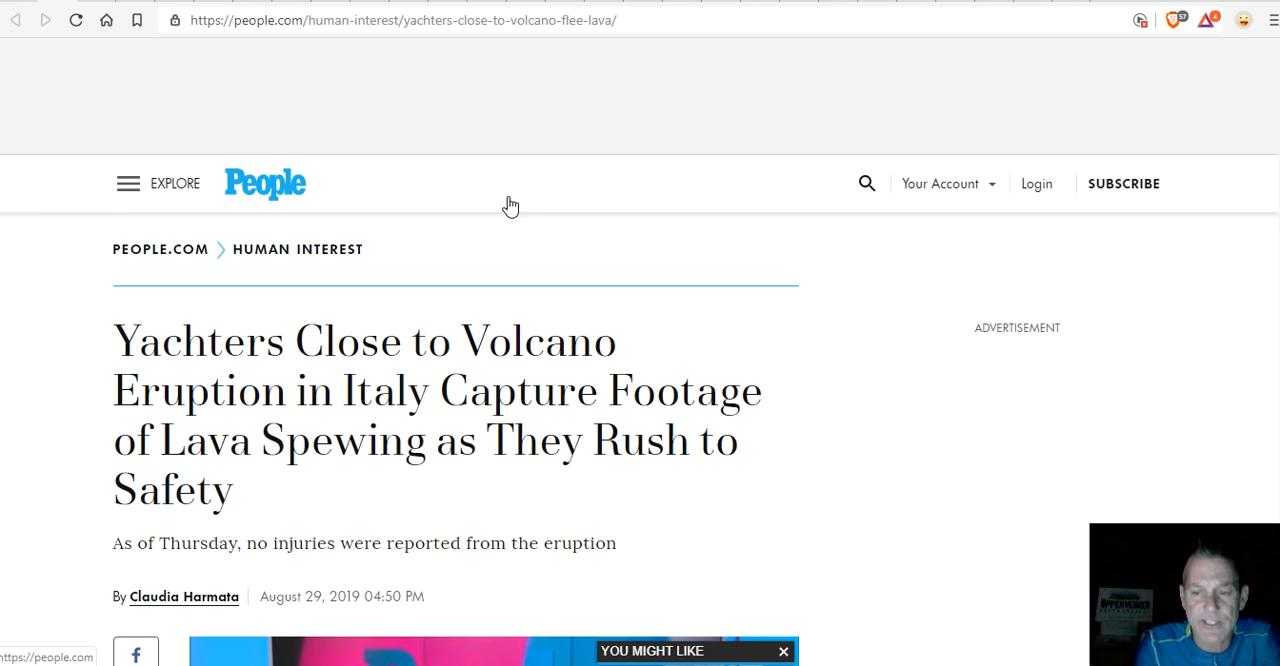 https://people.com/human-interest/yachters-close-to-volcano-flee-lava/
57
4
EXPLORE
People
Your Account
Login
SUBSCRIBE
PEOPLE.COM
HUMAN INTEREST
Yachters Close to Volcano
Eruption in Italy Capture Footage
of Lava Spewing as They Rush to
Safety
ADVERTISEMENT
As of Thursday, no injuries were reported from the eruption
By Claudia Harmata
August 29, 2019 04:50 PM
OPPENHEIMER
YOU MIGHT LIKE
https://people.com